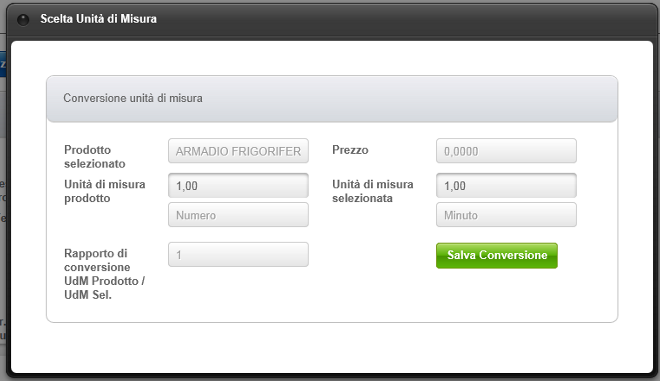 Scelta Unità di Misura
Conversione unità di misura
Prodotto selezionato
ARMADIO FRIGORIFER
Prezzo
0,0000
Unità di misura prodotto
1,00
Numero
Unità di misura selezionata
1,00
Minuto
Rapporto di conversione UdM Prodotto / UdM Sel.
1
Salva Conversione